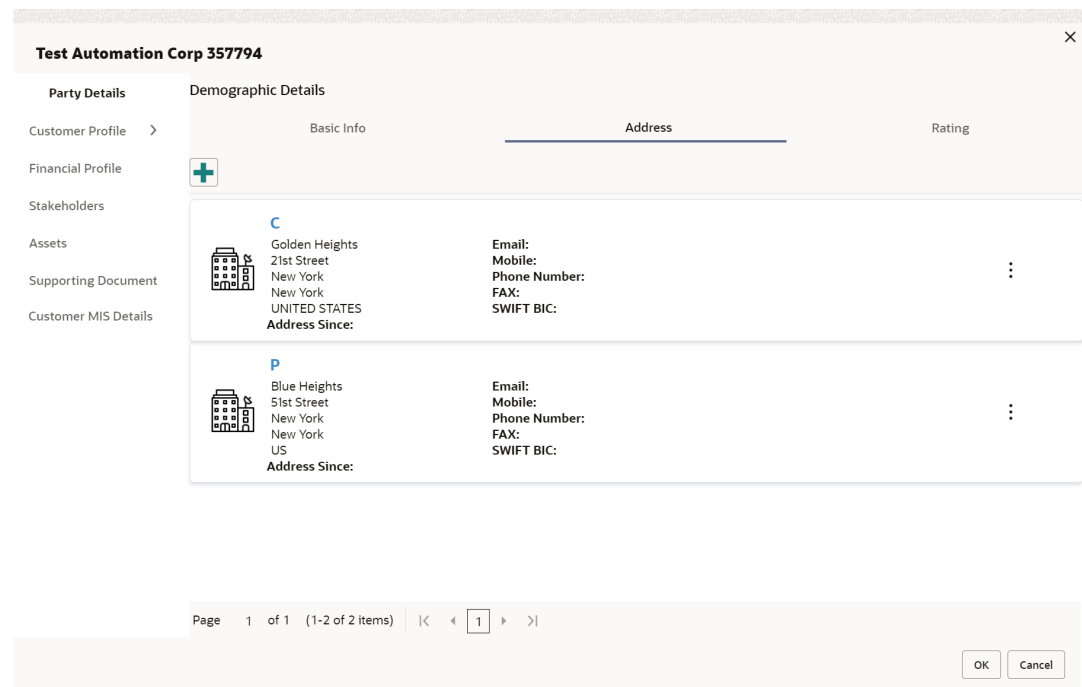 Test Automation Corp 357794
Party Details
Customer Profile
Financial Profile
Stakeholders
Assets
Supporting Document
Customer MIS Details
Demographic Details
Basic Info
Address
Rating
C
Golden Heights
21st Street
New York
New York
UNITED STATES
Address Since:
Email:
Mobile:
Phone Number:
FAX:
SWIFT BIC:
P
Blue Heights
51st Street
New York
New York
US
Address Since:
Email:
Mobile:
Phone Number:
FAX:
SWIFT BIC:
Page 1 of 1 (1-2 of 2 items) 1
OK Cancel